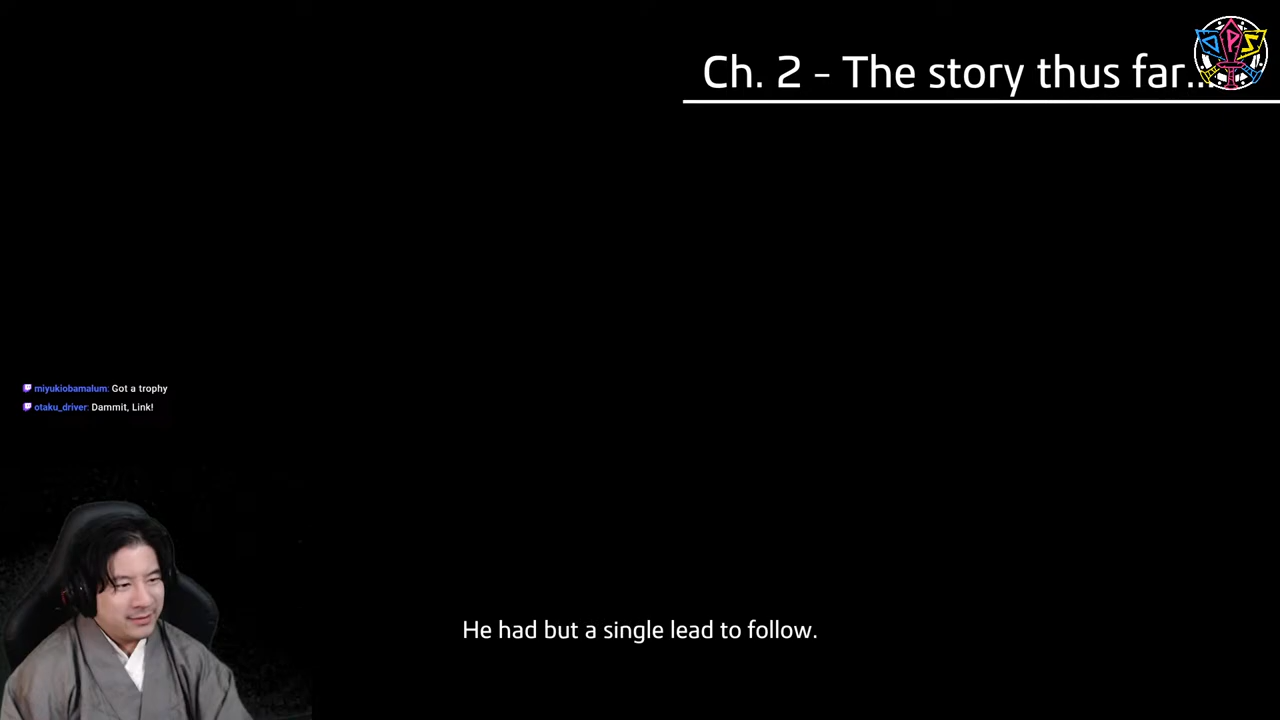 Ch. 2 - The story thus far...
OPS
miyukiobamalum: Got a trophy
otaku_driver: Dammit, Link!
He had but a single lead to follow.